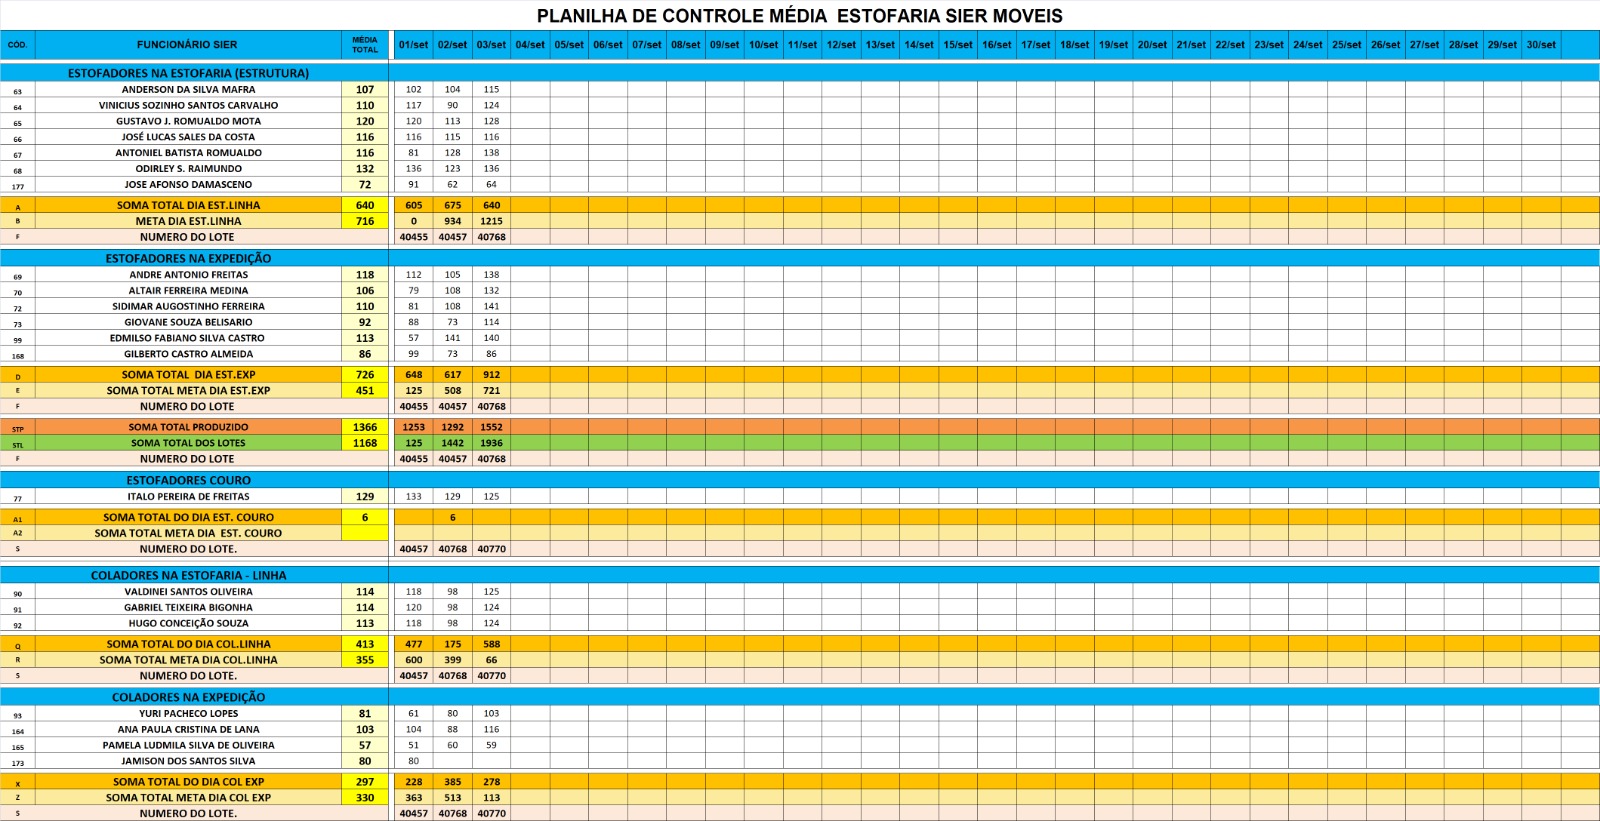 PLANILHA DE CONTROLE MÉDIA ESTOFARIA SIER MOVEIS
CÓD. FUNCIONÁRIO SIER MÉDIA TOTAL 01/set 02/set 03/set 04/set 05/set 06/set 07/set 08/set 09/set 10/set 11/set 12/set 13/set 14/set 15/set 16/set 17/set 18/set 19/set 20/set 21/set 22/set 23/set 24/set 25/set 26/set 27/set 28/set 29/set 30/set
ESTOFADORES NA ESTOFARIA (ESTRUTURA)
63 ANDERSON DA SILVA MAFRA 107 102 104 115
64 VINICIUS SOZINHO SANTOS CARVALHO 110 117 90 124
65 GUSTAVO J. ROMUALDO MOTA 120 120 113 128
66 JOSÉ LUCAS SALES DA COSTA 116 116 115 116
67 ANTONIEL BATISTA ROMUALDO 116 81 128 138
68 ODIRLEY S. RAIMUNDO 132 136 123 136
177 JOSE AFONSO DAMASCENO 72 91 62 64
A SOMA TOTAL DIA EST.LINHA 640 605 675 640
B META DIA EST.LINHA 716 0 934 1215
F NUMERO DO LOTE 40455 40457 40768
ESTOFADORES NA EXPEDIÇÃO
69 ANDRE ANTONIO FREITAS 118 112 105 138
70 ALTAIR FERREIRA MEDINA 106 79 108 132
72 SIDIMAR AUGOSTINHO FERREIRA 110 81 108 141
73 GIOVANE SOUZA BELISARIO 92 88 73 114
99 EDMILSO FABIANO SILVA CASTRO 113 57 141 140
168 GILBERTO CASTRO ALMEIDA 86 99 73 86
D SOMA TOTAL DIA EST.EXP 726 648 617 912
E SOMA TOTAL META DIA EST.EXP 451 125 508 721
F NUMERO DO LOTE 40455 40457 40768
STP SOMA TOTAL PRODUZIDO 1366 1253 1292 1552
STL SOMA TOTAL DOS LOTES 1168 125 1442 1936
F NUMERO DO LOTE 40455 40457 40768
ESTOFADORES COURO
77 ITALO PEREIRA DE FREITAS 129 133 129 125
A1 SOMA TOTAL DO DIA EST. COURO 6 6
A2 SOMA TOTAL META DIA EST. COURO
S NUMERO DO LOTE. 40457 40768 40770
COLADORES NA ESTOFARIA - LINHA
90 VALDINEI SANTOS OLIVEIRA 114 118 98 125
91 GABRIEL TEIXEIRA BIGONHA 114 120 98 124
92 HUGO CONCEIÇÃO SOUZA 113 118 98 124
Q SOMA TOTAL DO DIA COL.LINHA 413 477 175 588
R SOMA TOTAL META DIA COL.LINHA 355 600 399 66
S NUMERO DO LOTE. 40457 40768 40770
COLADORES NA EXPEDIÇÃO
93 YURI PACHECO LOPES 81 61 80 103
164 ANA PAULA CRISTINA DE LANA 103 104 88 116
165 PAMELA LUDMILA SILVA DE OLIVEIRA 57 51 60 59
173 JAMISON DOS SANTOS SILVA 80 80
X SOMA TOTAL DO DIA COL EXP 297 228 385 278
Z SOMA TOTAL META DIA COL EXP 330 363 513 113
S NUMERO DO LOTE. 40457 40768 40770